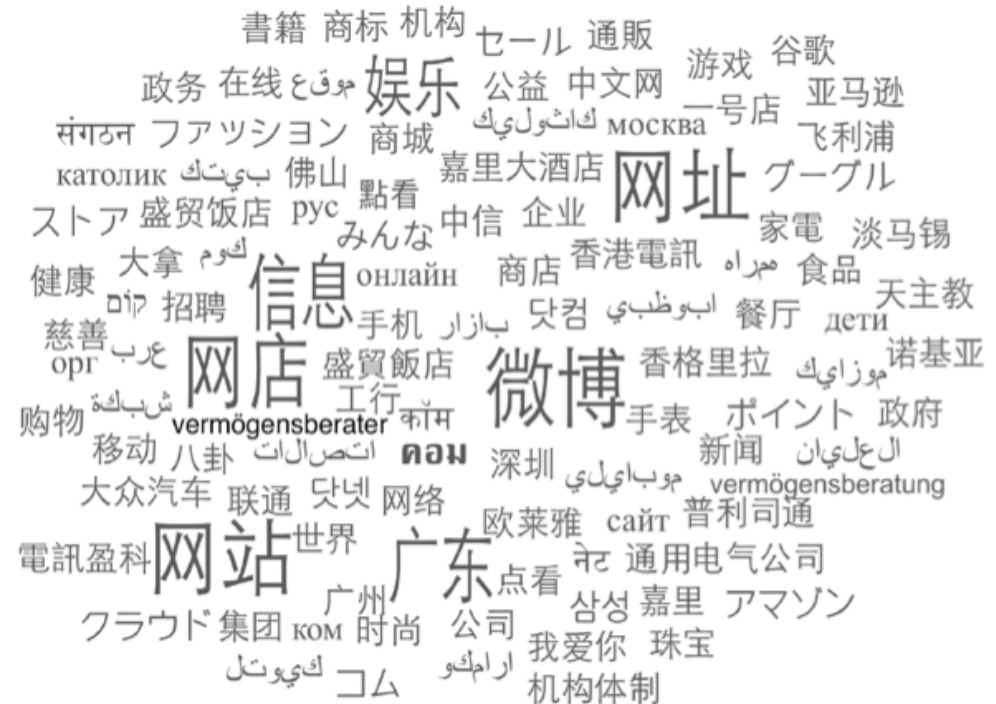 書籍 商标 机构 セール 通販
游戏 谷歌
政务 在线 موقع 娱乐 公益 中文网 亚马逊
संगठन ファッション 商城 كاثوليك москва 一号店 飞利浦
католик بيتك 佛山 點看 嘉里大酒店 网址 グーグル
ストア 盛贸饭店 рус みんな 中信 企业 家電 淡马锡
健康 大拿 كوم 信息 онлайн 商店 香港電訊 همراه 食品 天主教
קום 招聘 手机 بازار 닷컴 ابوظبي 餐厅 дети
慈善 орг عرب 网店 盛貿飯店 微博 香格里拉 موزايك 诺基亚
购物 شبكة vermögensberater 工行 कॉम 手表 ポイント 政府
移动 八卦 اتصالات คอม 深圳 موبايلي 新闻 العليان
大众汽车 联通 닷넷 网络 vermögensberatung
電訊盈科 网站 世界 广东 欧莱雅 сайт 普利司通
点看 नेट 通用电气公司
クラウド 集团 ком 广州 时尚 公司 三성 嘉里 アマゾン
كيوتل コム ارامكو 我爱你 珠宝
机构体制